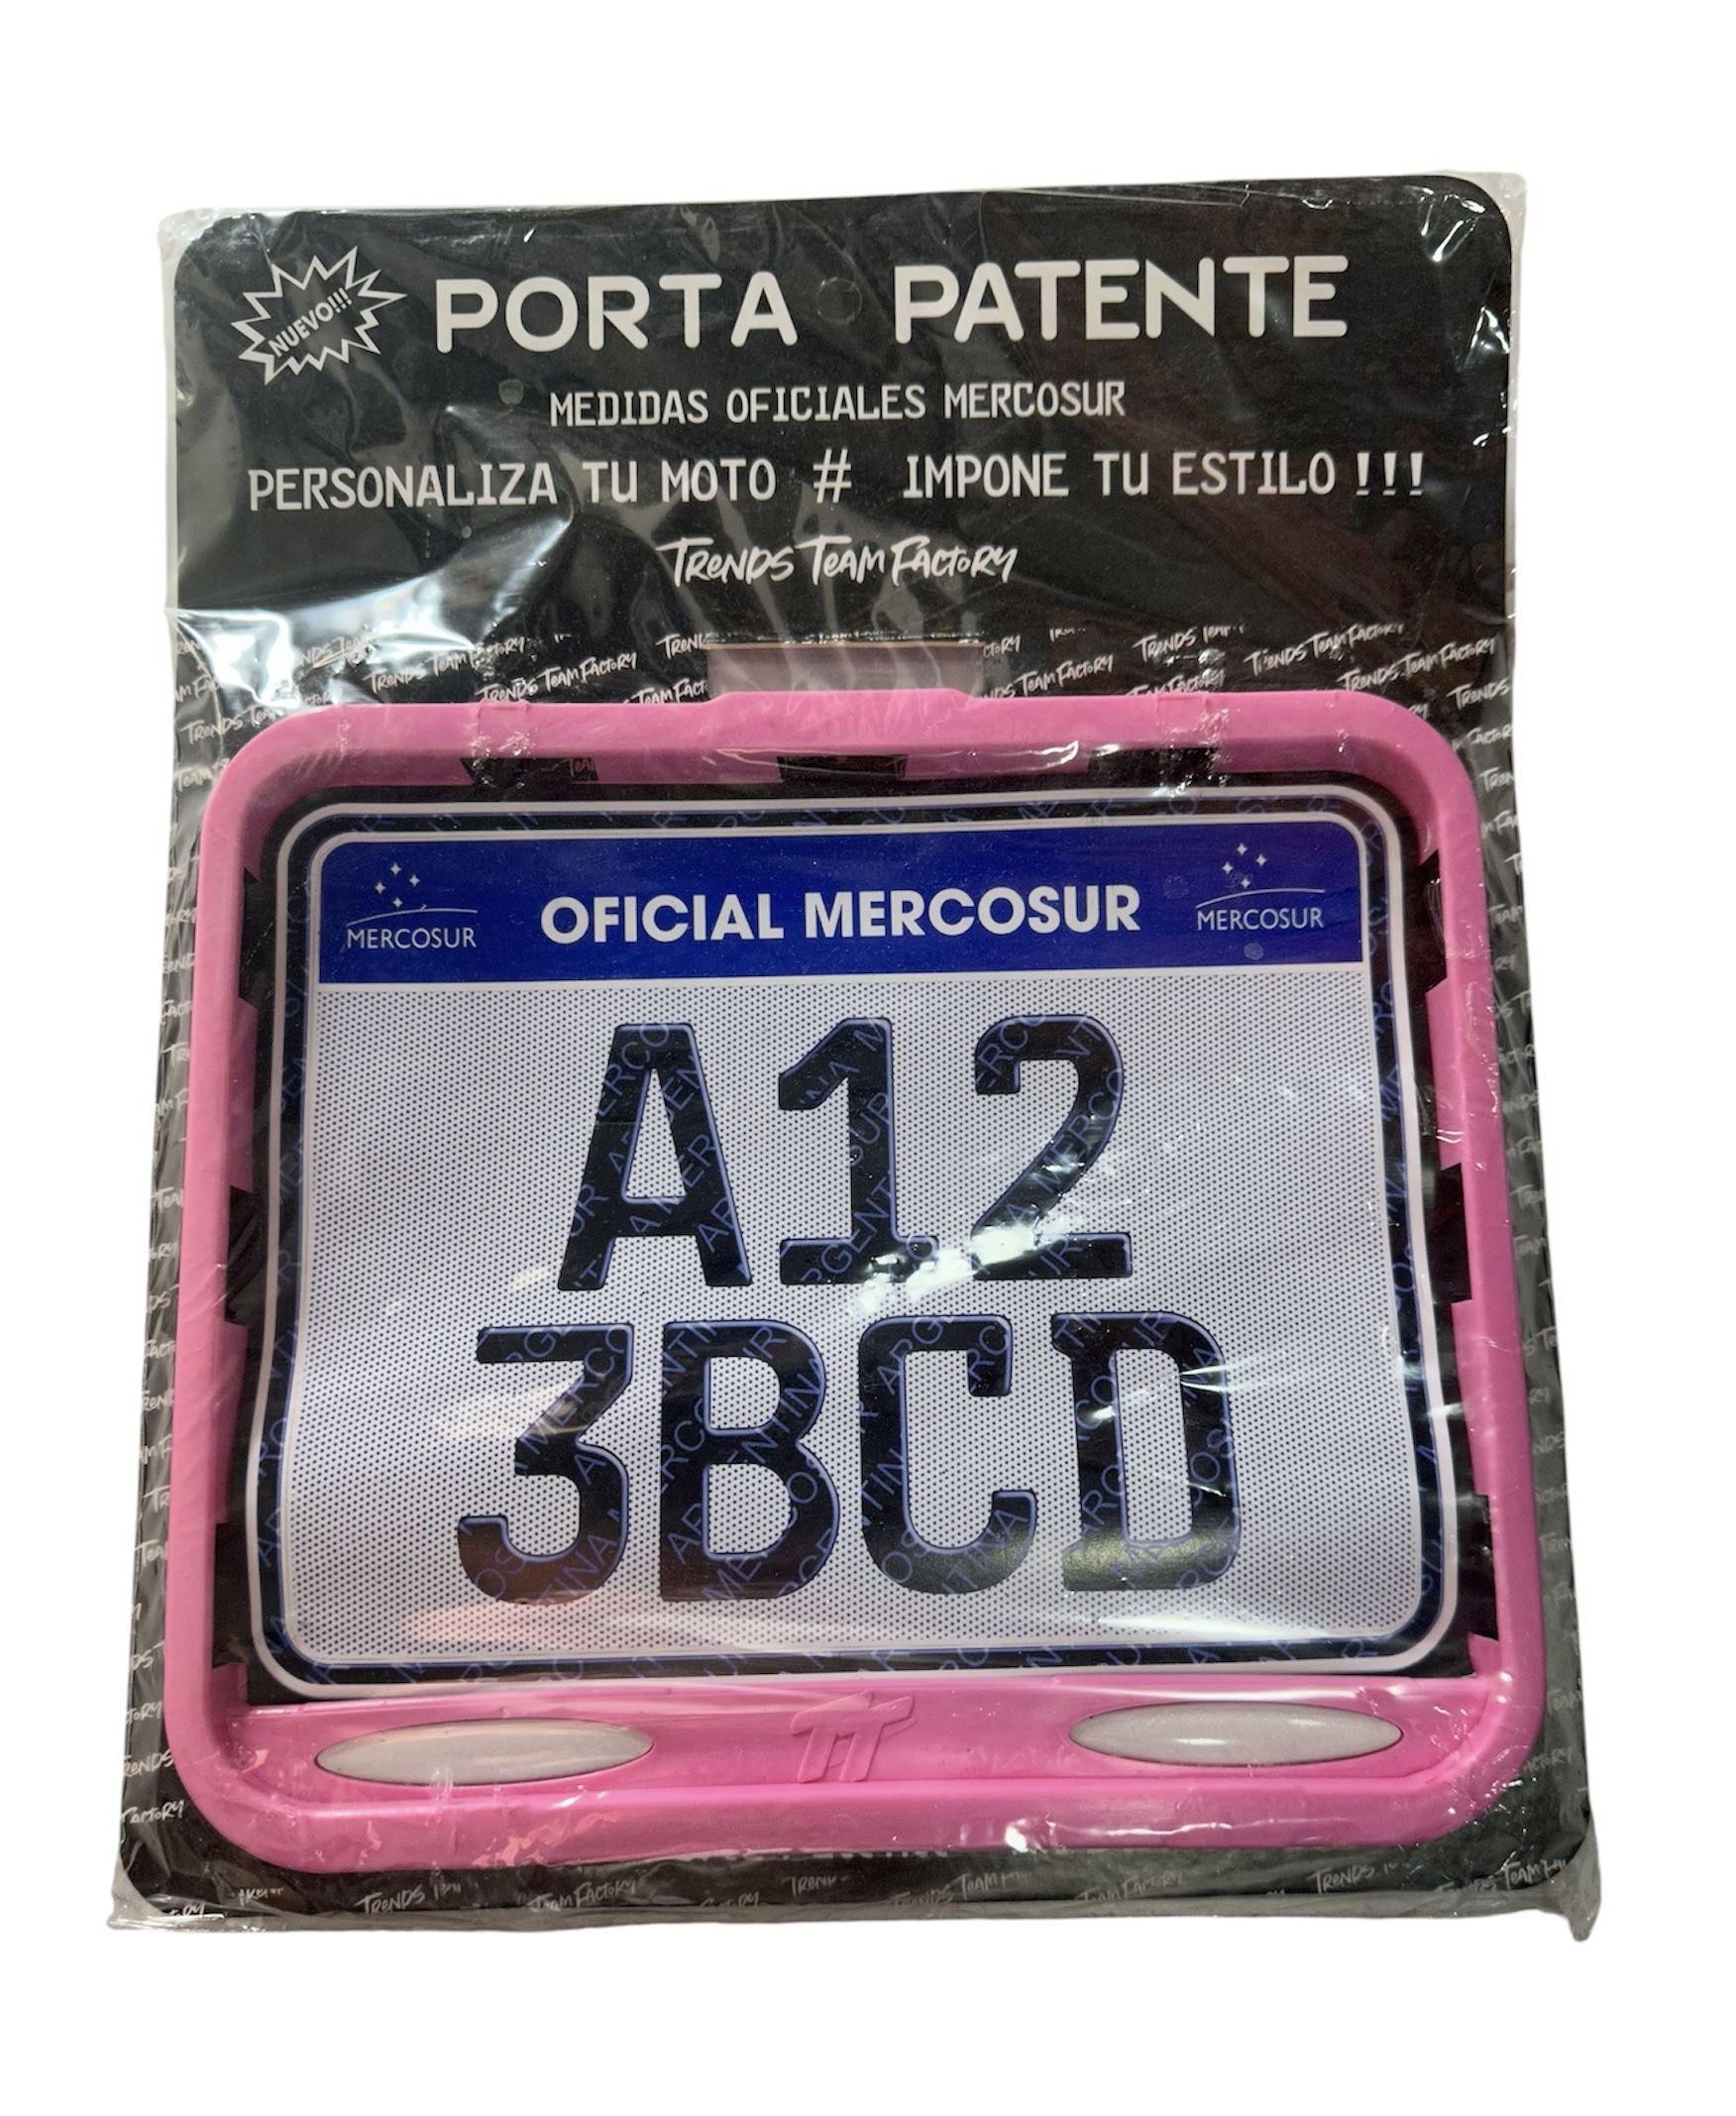 NUEVO!!!
PORTA PATENTE
MEDIDAS OFICIALES MERCOSUR
PERSONALIZA TU MOTO # IMPONE TU ESTILO !!!
TRENDS TEAM FACTORY
MERCOSUR
OFICIAL MERCOSUR
MERCOSUR
A12
3BCD
TT